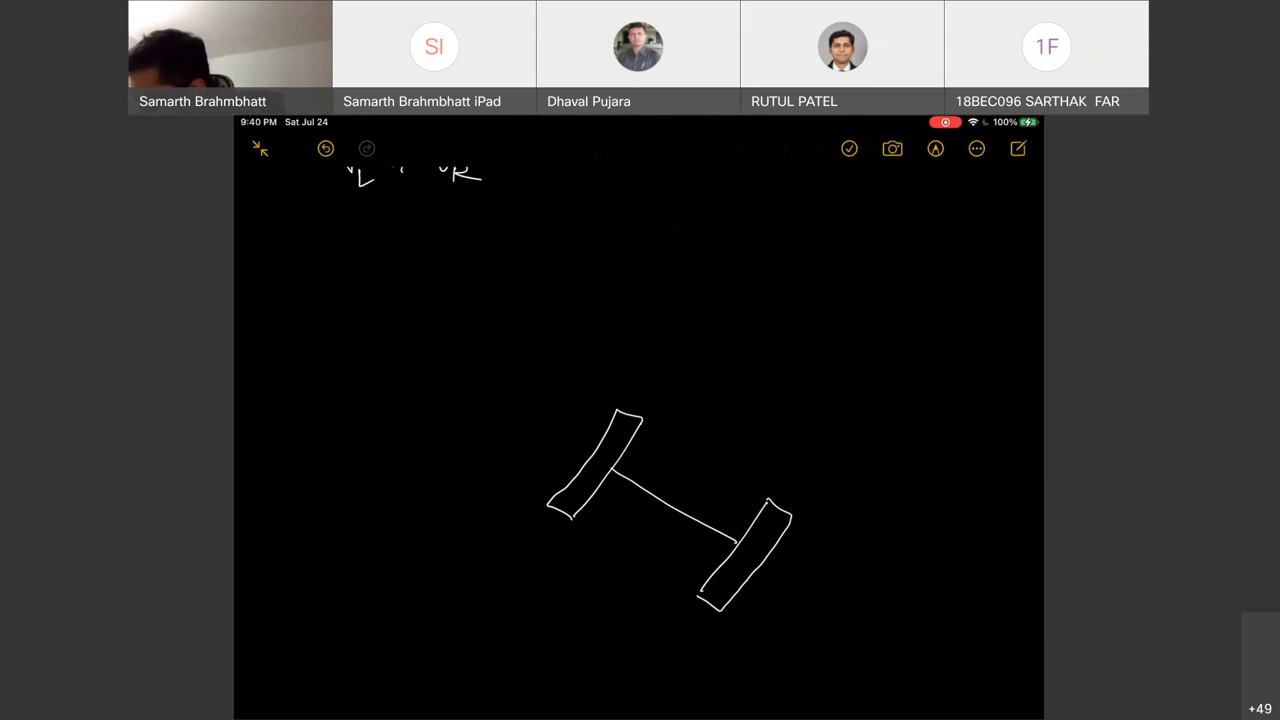 SI
1F
Samarth Brahmbhatt
Samarth Brahmbhatt iPad
Dhaval Pujara
RUTUL PATEL
18BEC096 SARTHAK FAR
9:40 PM Sat Jul 24
100%
+49